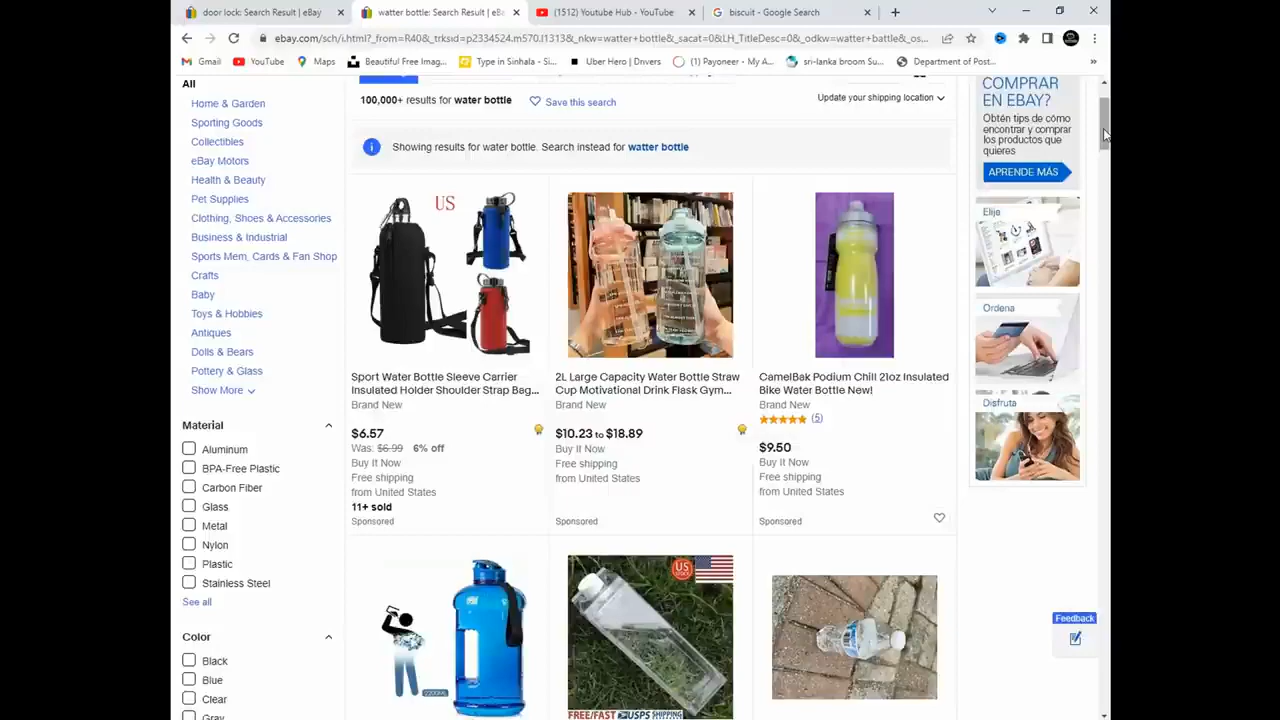 door lock: Search Result | eBay
watter bottle: Search Result | eBa
(1512) Youtube Hub - YouTube
biscuit - Google Search
ebay.com/sch/i.html?_from=R40&_trksid=p2334524.m570.l1313&_nkw=watter+bottle&_sacat=0&LH_TitleDesc=0&_odkw=watter+battle&_os...
Gmail
YouTube
Maps
Beautiful Free Imag...
Type in Sinhala - Si...
Uber Hero | Drivers
(1) Payoneer - My A...
sri-lanka broom Su...
Department of Post...
»
All
Home & Garden
Sporting Goods
Collectibles
eBay Motors
Health & Beauty
Pet Supplies
Clothing, Shoes & Accessories
Business & Industrial
Sports Mem, Cards & Fan Shop
Crafts
Baby
Toys & Hobbies
Antiques
Dolls & Bears
Pottery & Glass
Show More
Material
Aluminum
BPA-Free Plastic
Carbon Fiber
Glass
Metal
Nylon
Plastic
Stainless Steel
See all
Color
Black
Blue
Clear
Gray
100,000+ results for water bottle
Save this search
Update your shipping location
Showing results for water bottle. Search instead for watter bottle
US
Sport Water Bottle Sleeve Carrier
Insulated Holder Shoulder Strap Bag...
Brand New
$6.57
Was: $6.99 6% off
Buy It Now
Free shipping
from United States
11+ sold
Sponsored
2L Large Capacity Water Bottle Straw
Cup Motivational Drink Flask Gym...
Brand New
$10.23 to $18.89
Buy It Now
Free shipping
from United States
Sponsored
CamelBak Podium Chill 21oz Insulated
Bike Water Bottle New!
Brand New
(5)
$9.50
Buy It Now
Free shipping
from United States
Sponsored
2200ML
US
FREE/FAST USPS SHIPPING
COMPRAR
EN EBAY?
Obtén tips de cómo
encontrar y comprar
los productos que
quieres
APRENDE MÁS
Elije
Ordena
Disfruta
Feedback